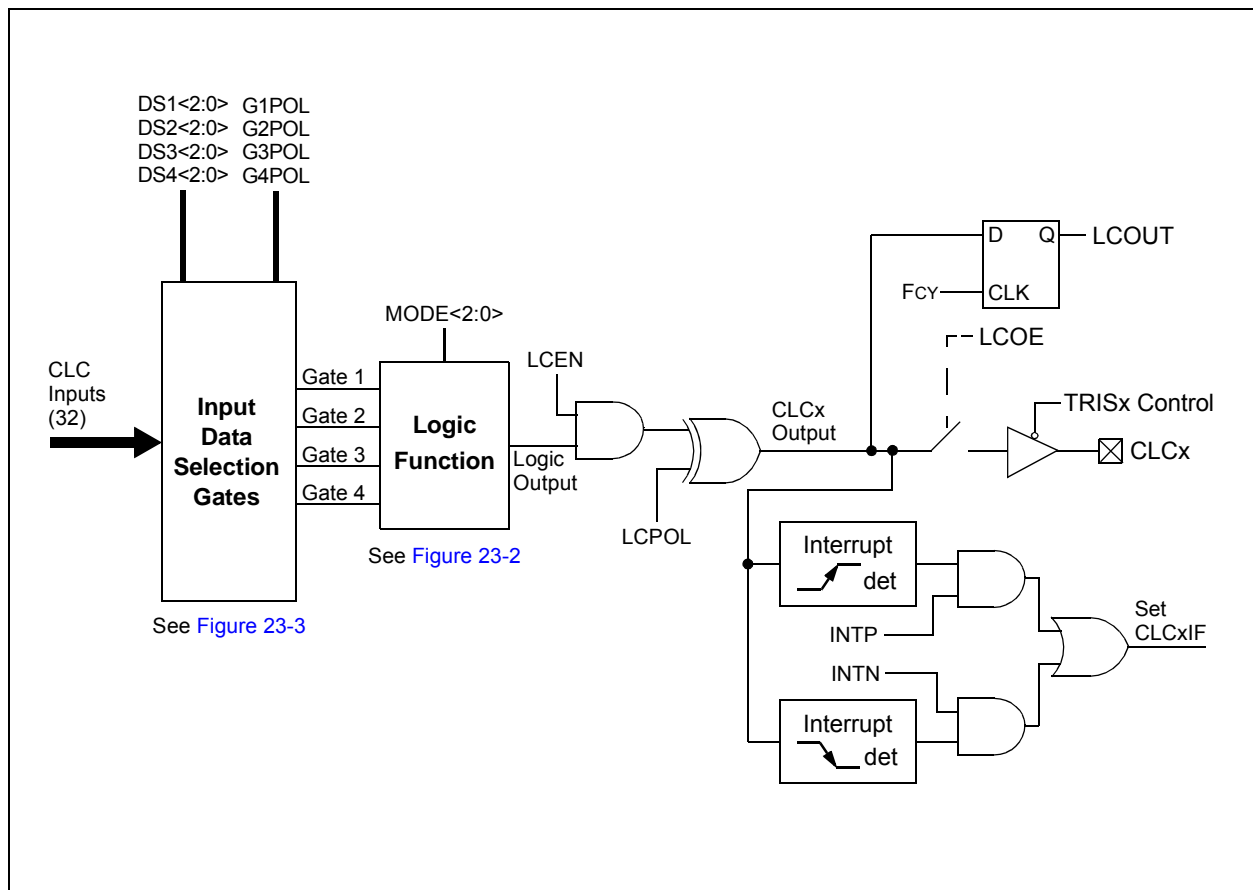 DS1<2:0> G1POL
DS2<2:0> G2POL
DS3<2:0> G3POL
DS4<2:0> G4POL
D Q LCOUT
FCY CLK
MODE<2:0>
LCOE
LCEN
CLC
Inputs
(32)
Input
Data
Selection
Gates
Gate 1
Gate 2
Gate 3
Gate 4
Logic
Function
Logic
Output
CLCx
Output
TRISx Control
CLCx
LCPOL
See Figure 23-2
See Figure 23-3
Interrupt
det
INTP
INTN
Set
CLCxIF
Interrupt
det